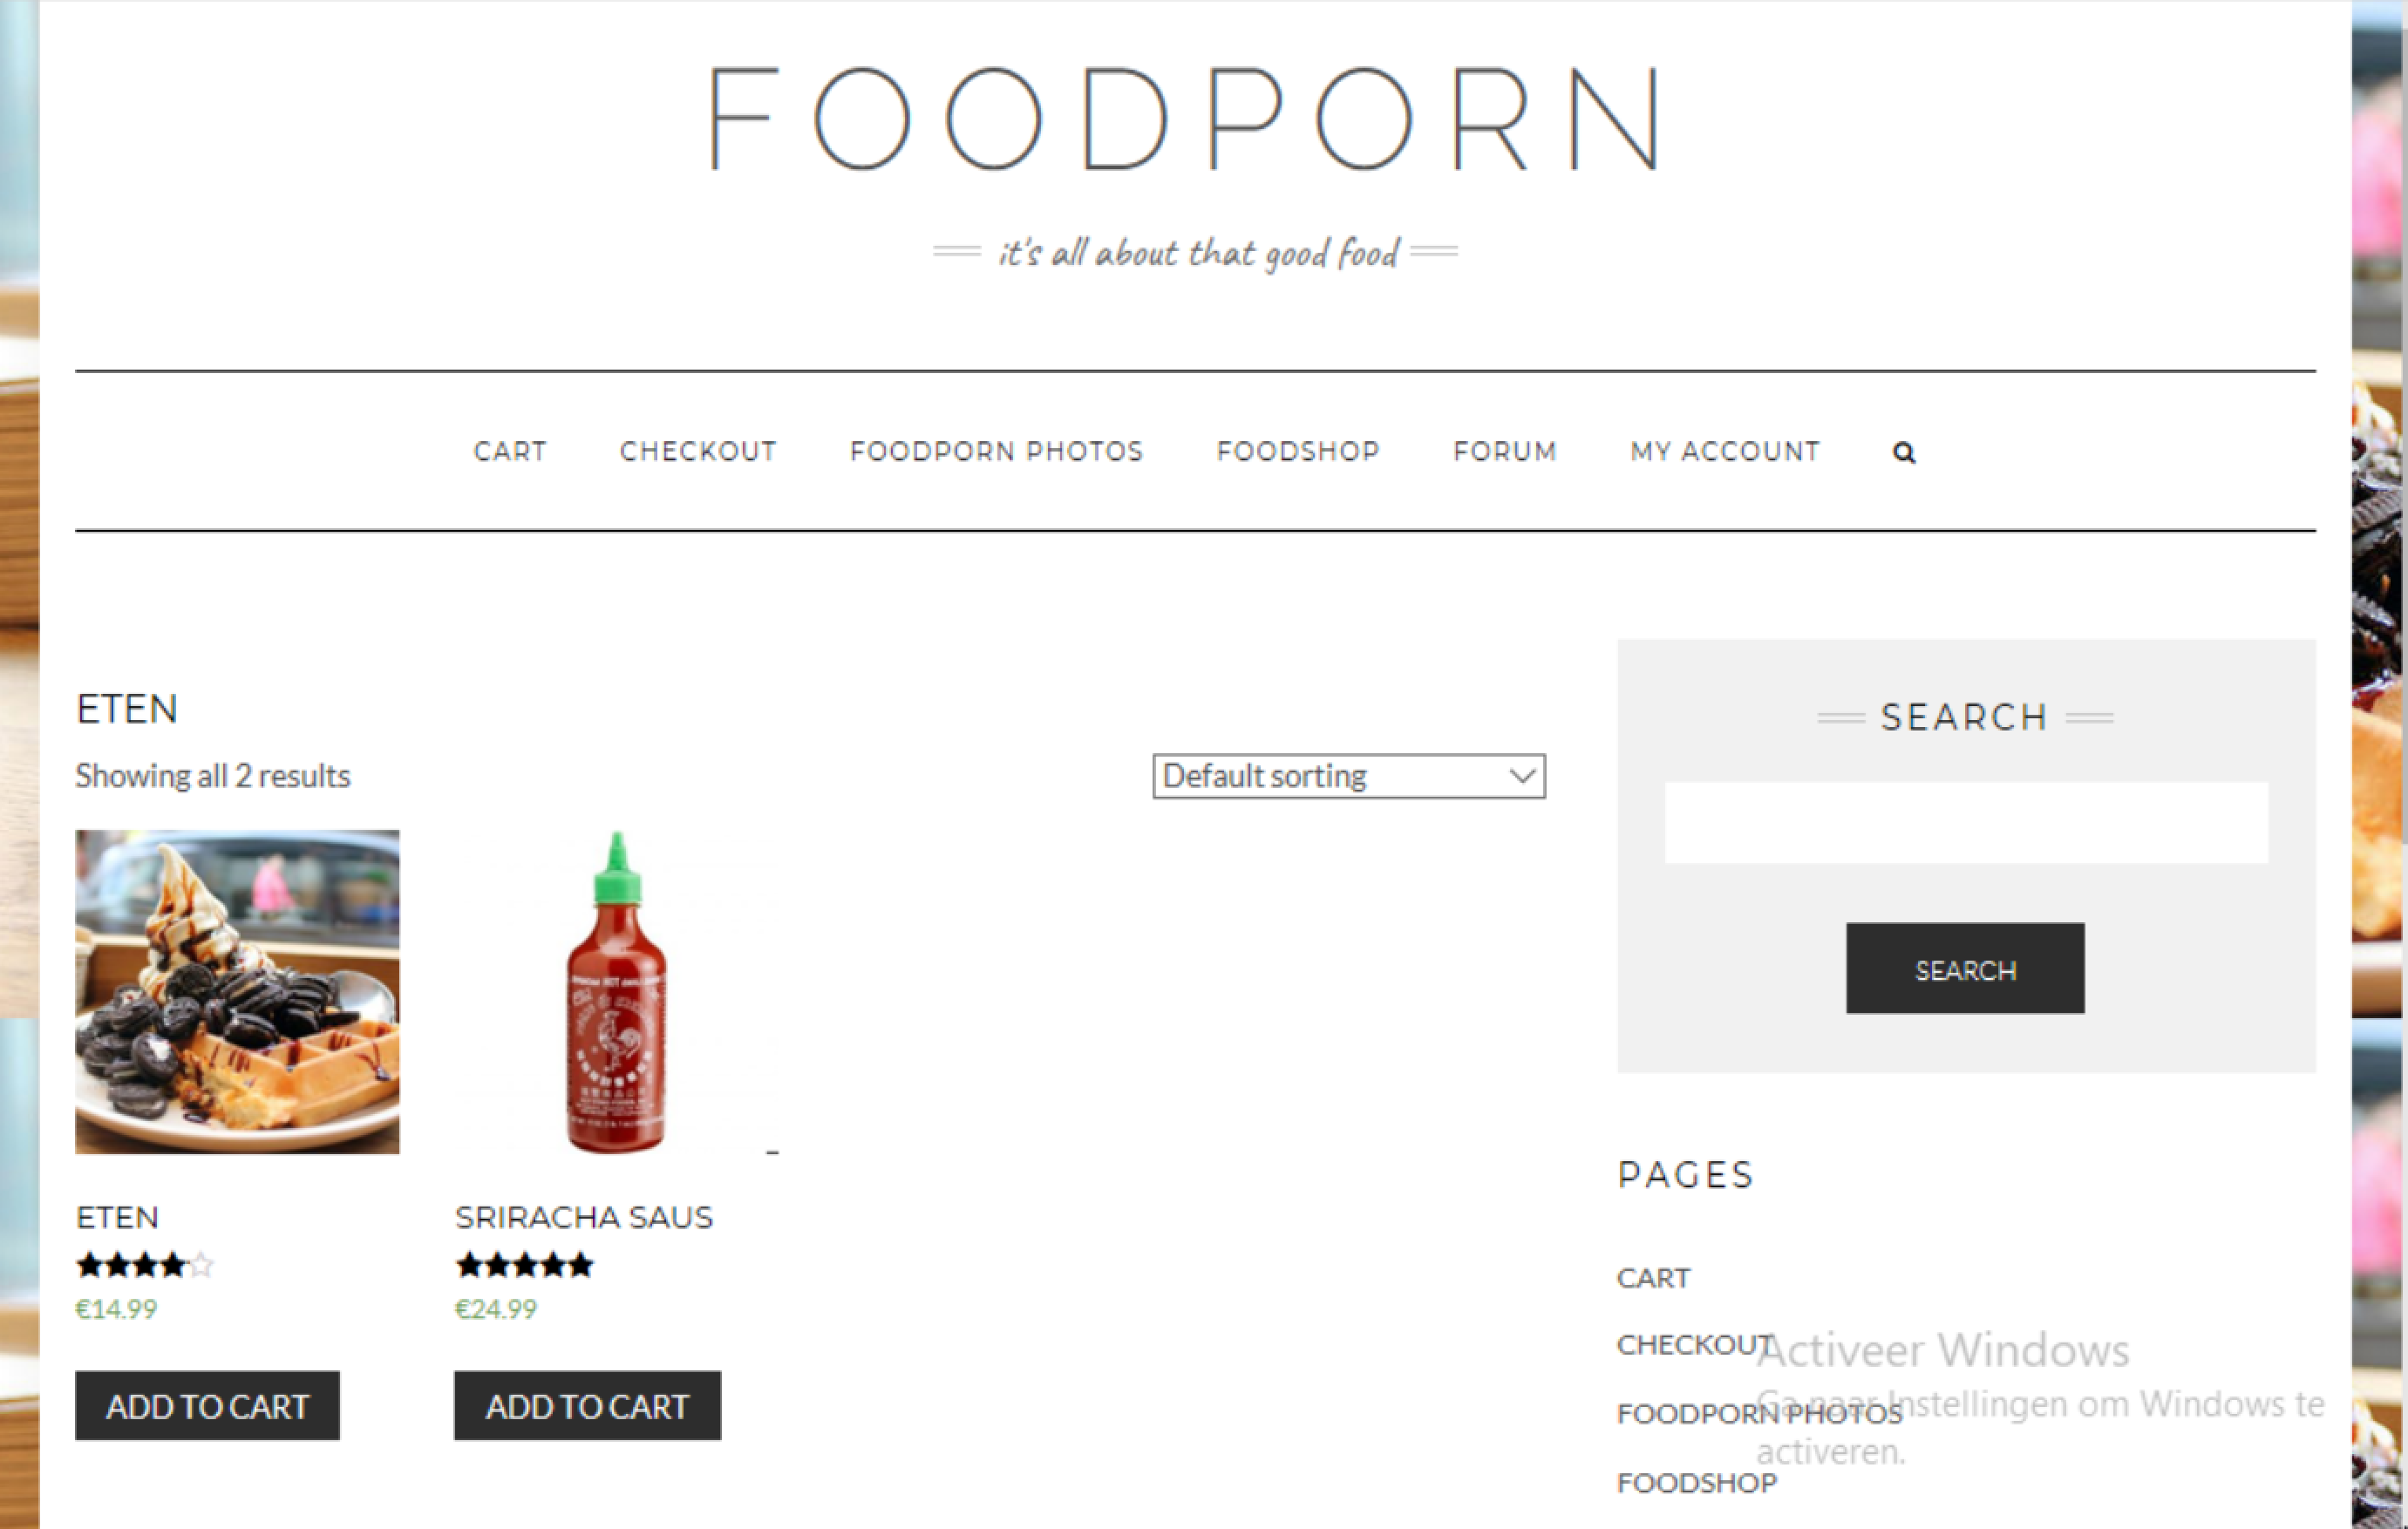 FOODPORN
it's all about that good food
CART CHECKOUT FOODPORN PHOTOS FOODSHOP FORUM MY ACCOUNT
ETEN
Showing all 2 results
Default sorting
ETEN
€14.99
ADD TO CART
SRIRACHA SAUS
€24.99
ADD TO CART
SEARCH
SEARCH
PAGES
CART
CHECKOUT
FOODPORN PHOTOS
FOODSHOP
Activeer Windows
Ga naar Instellingen om Windows te
activeren.